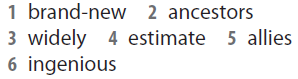 1 brand-new 2 ancestors
3 widely 4 estimate 5 allies
6 ingenious